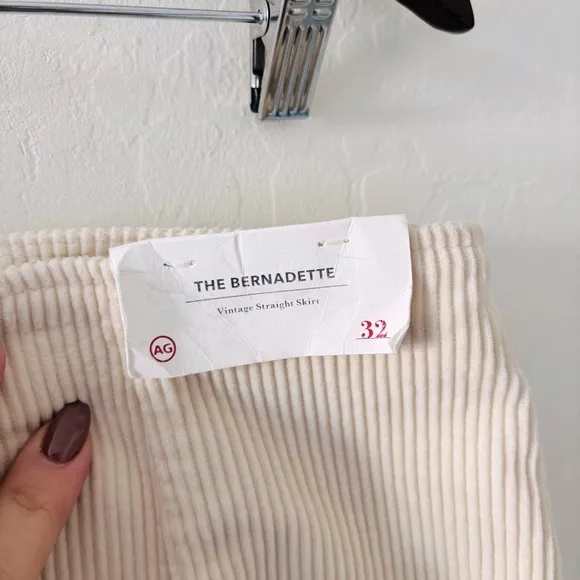 THE BERNADETTE
Vintage Straight Skirt
AG
32